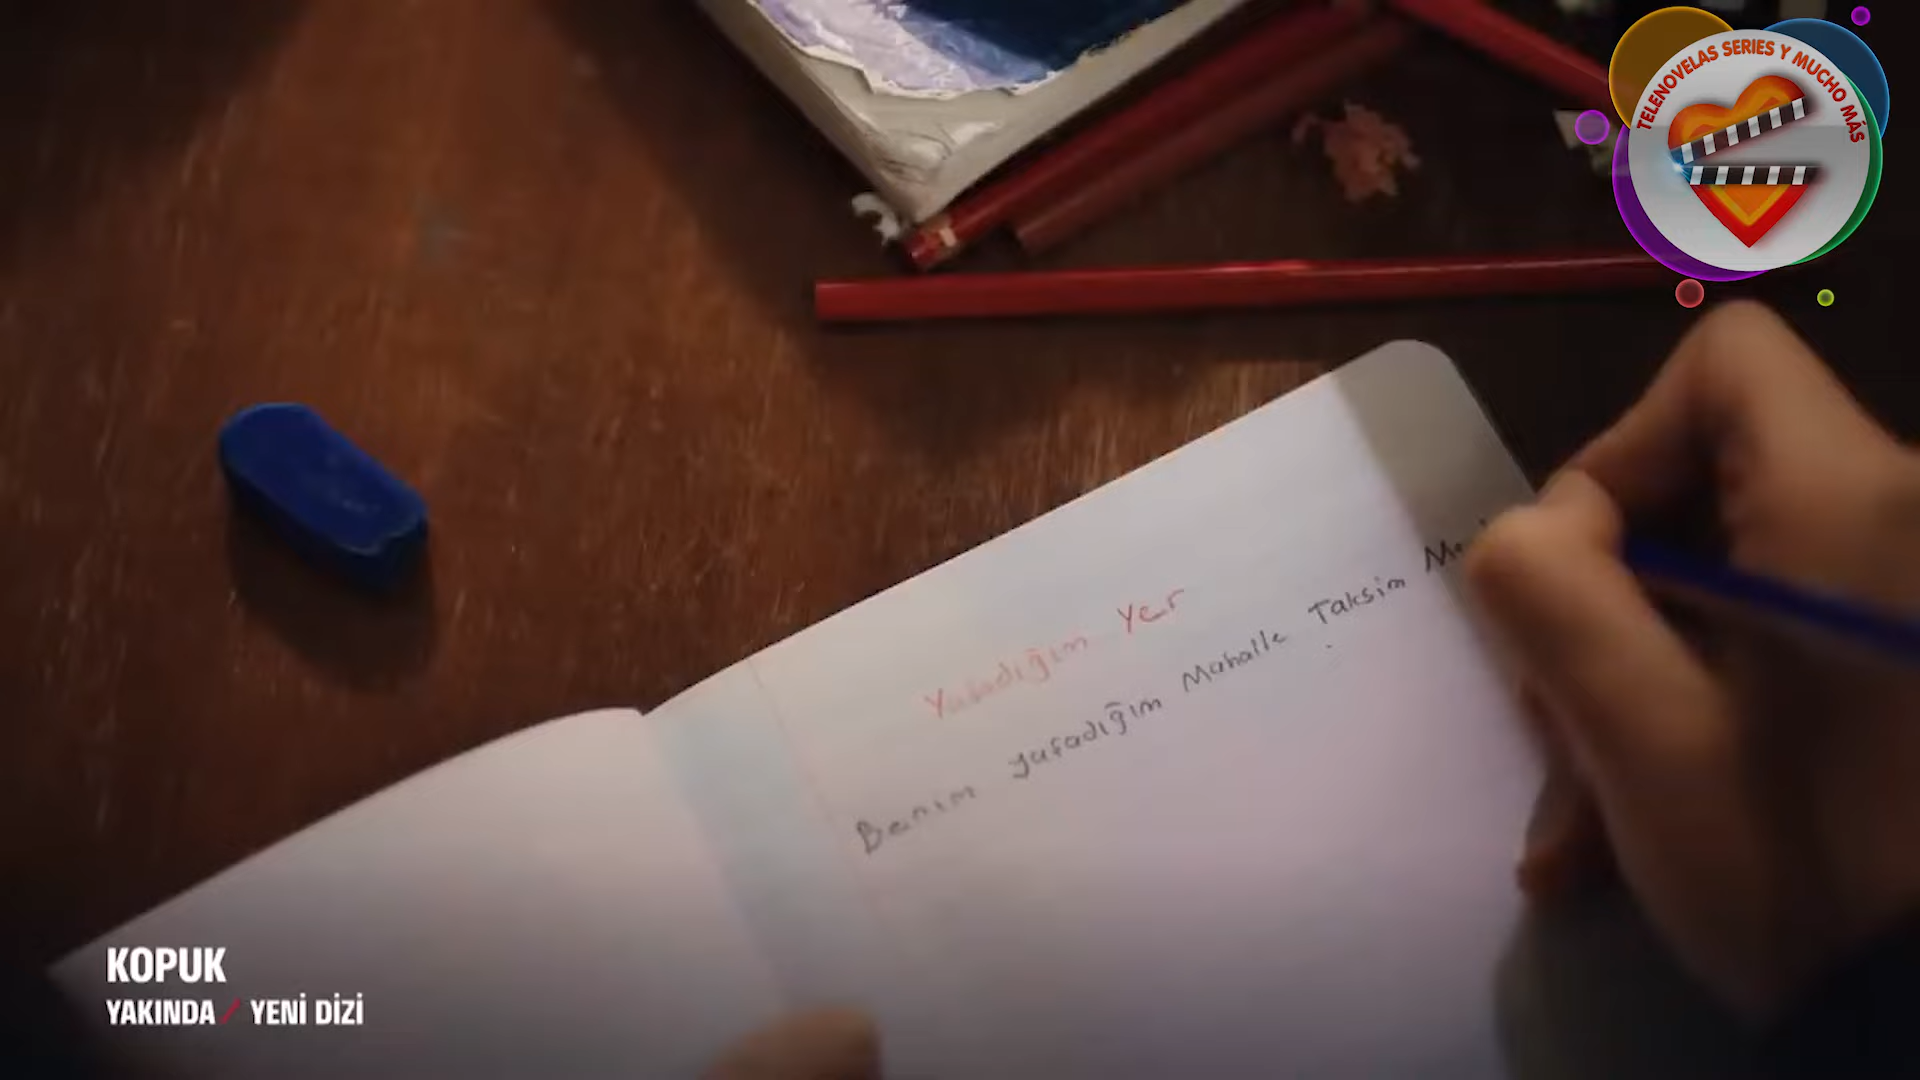 TELENOVELAS SERIES Y MUCHO MÁS
Yaşadığım Yer
Benim yaşadığım Mahalle Taksim
KOPUK
YAKINDA / YENİ DİZİ